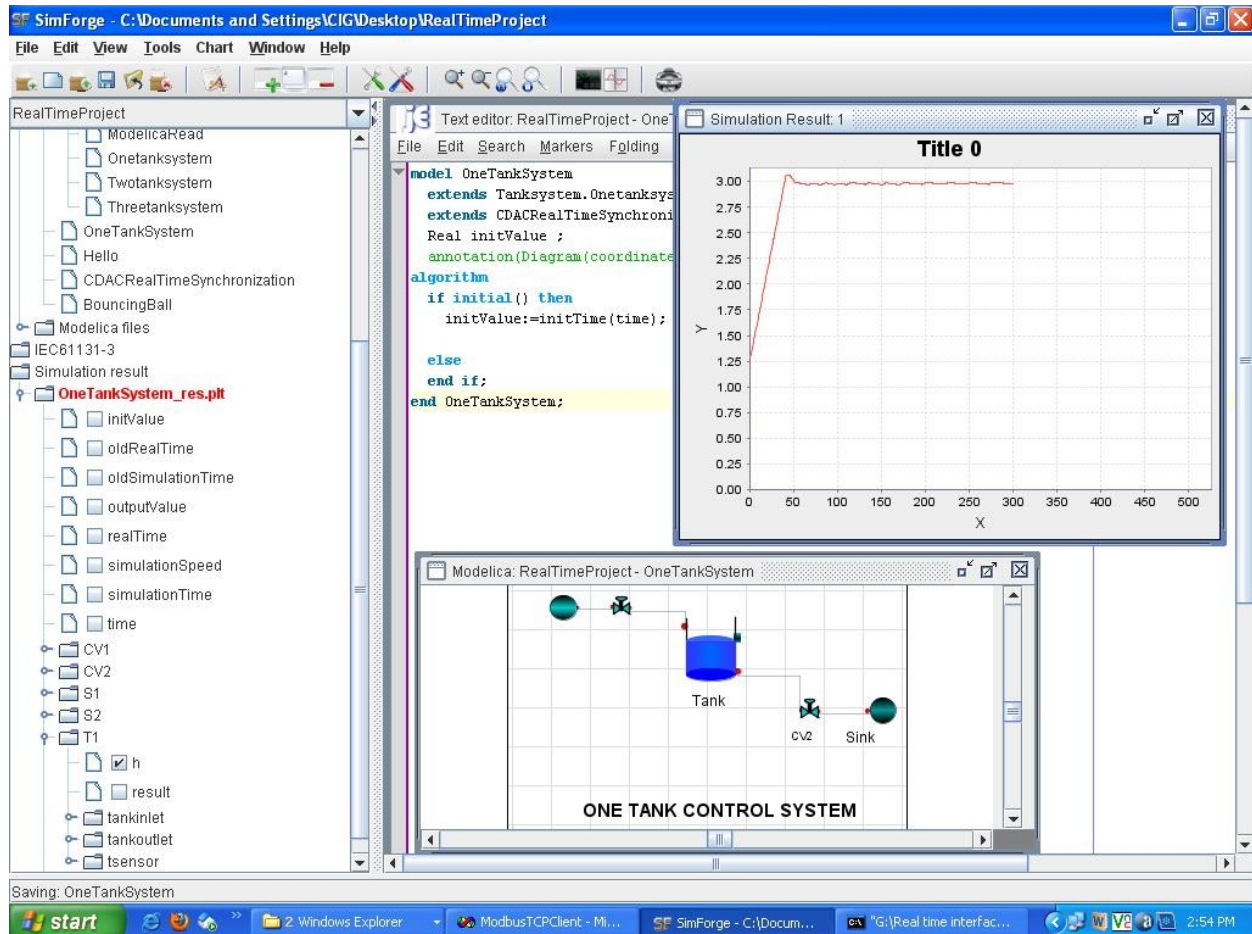 SF SimForge - C:\Documents and Settings\CIG\Desktop\RealTimeProject
File Edit View Tools Chart Window Help
RealTimeProject
ModelicaRead
Onetanksystem
Twotanksystem
Threetanksystem
OneTankSystem
Hello
CDACRealTimeSynchronization
BouncingBall
Modelica files
IEC61131-3
Simulation result
OneTankSystem_res.plt
initValue
oldRealTime
oldSimulationTime
outputValue
realTime
simulationSpeed
simulationTime
time
CV1
CV2
S1
S2
T1
h
result
tankinlet
tankoutlet
tsensor
jE Text editor: RealTimeProject - One
File Edit Search Markers Folding
model OneTankSystem
extends Tanksystem.Onetanksys
extends CDACRealTimeSynchroni
Real initValue ;
annotation(Diagram(coordinate
algorithm
if initial() then
initValue:=initTime(time);
else
end if;
end OneTankSystem;
Simulation Result: 1
Title 0
3.00
2.75
2.50
2.25
2.00
1.75
1.50
1.25
1.00
0.75
0.50
0.25
0.00
Y
0 50 100 150 200 250 300 350 400 450 500
X
Modelica: RealTimeProject - OneTankSystem
Tank
CV2 Sink
ONE TANK CONTROL SYSTEM
Saving: OneTankSystem
start 2 Windows Explorer ModbusTCPClient - Mi... SF SimForge - C:\Docum... "G:\Real time interfac... 2:54 PM